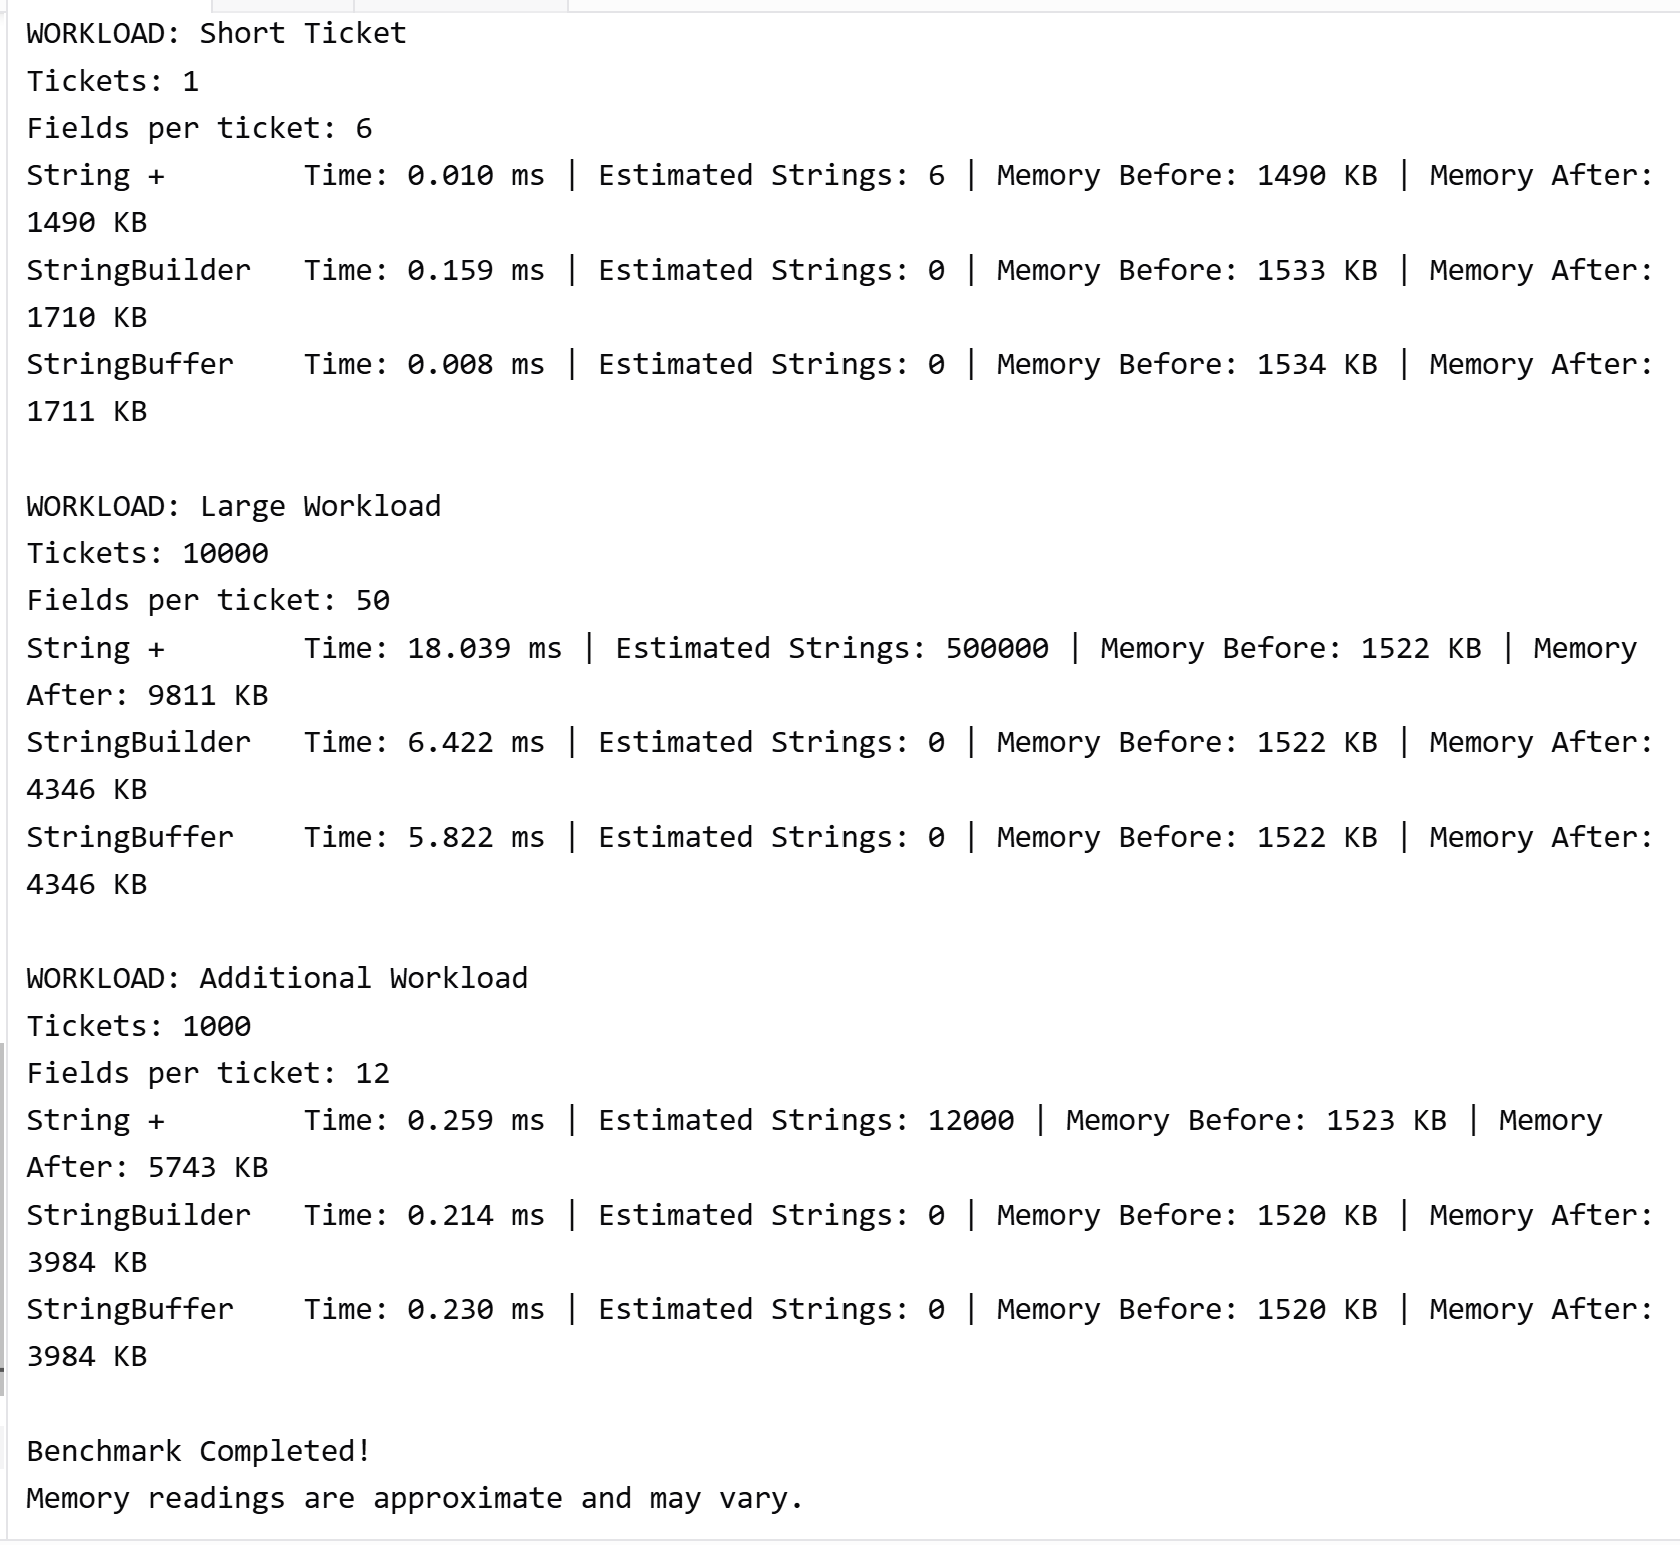 WORKLOAD: Short Ticket
Tickets: 1
Fields per ticket: 6
String +        Time: 0.010 ms | Estimated Strings: 6 | Memory Before: 1490 KB | Memory After:
1490 KB
StringBuilder   Time: 0.159 ms | Estimated Strings: 0 | Memory Before: 1533 KB | Memory After:
1710 KB
StringBuffer    Time: 0.008 ms | Estimated Strings: 0 | Memory Before: 1534 KB | Memory After:
1711 KB

WORKLOAD: Large Workload
Tickets: 10000
Fields per ticket: 50
String +        Time: 18.039 ms | Estimated Strings: 500000 | Memory Before: 1522 KB | Memory
After: 9811 KB
StringBuilder   Time: 6.422 ms | Estimated Strings: 0 | Memory Before: 1522 KB | Memory After:
4346 KB
StringBuffer    Time: 5.822 ms | Estimated Strings: 0 | Memory Before: 1522 KB | Memory After:
4346 KB

WORKLOAD: Additional Workload
Tickets: 1000
Fields per ticket: 12
String +        Time: 0.259 ms | Estimated Strings: 12000 | Memory Before: 1523 KB | Memory
After: 5743 KB
StringBuilder   Time: 0.214 ms | Estimated Strings: 0 | Memory Before: 1520 KB | Memory After:
3984 KB
StringBuffer    Time: 0.230 ms | Estimated Strings: 0 | Memory Before: 1520 KB | Memory After:
3984 KB

Benchmark Completed!
Memory readings are approximate and may vary.